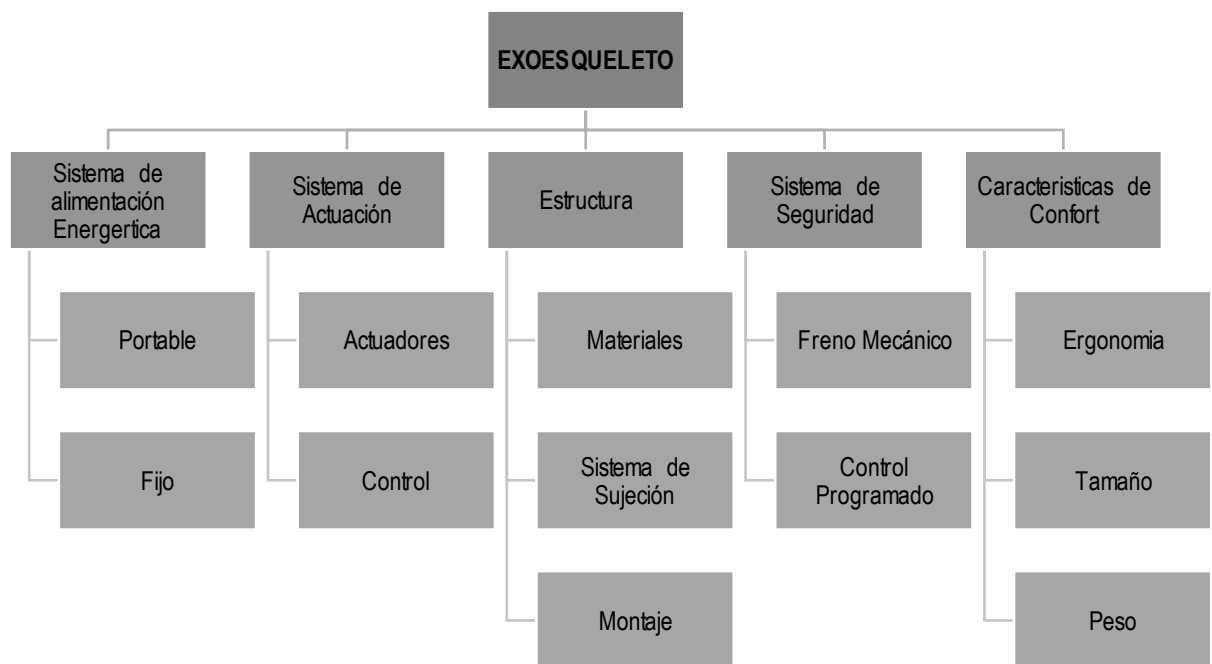 EXOESQUELETO
Sistema de
alimentación
Energertica
Sistema de
Actuación
Estructura
Sistema de
Seguridad
Caracteristicas de
Confort
Portable
Actuadores
Materiales
Freno Mecánico
Ergonomia
Fijo
Control
Sistema de
Sujeción
Control
Programado
Tamaño
Montaje
Peso